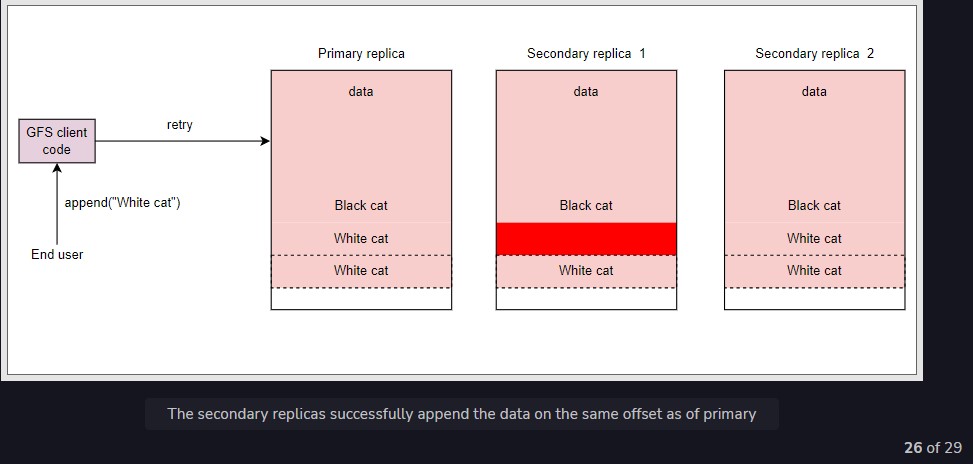 Primary replica
Secondary replica 1
Secondary replica 2
data
data
data
GFS client
code
retry
append("White cat")
End user
Black cat
Black cat
Black cat
White cat
White cat
White cat
White cat
White cat
The secondary replicas successfully append the data on the same offset as of primary
26 of 29